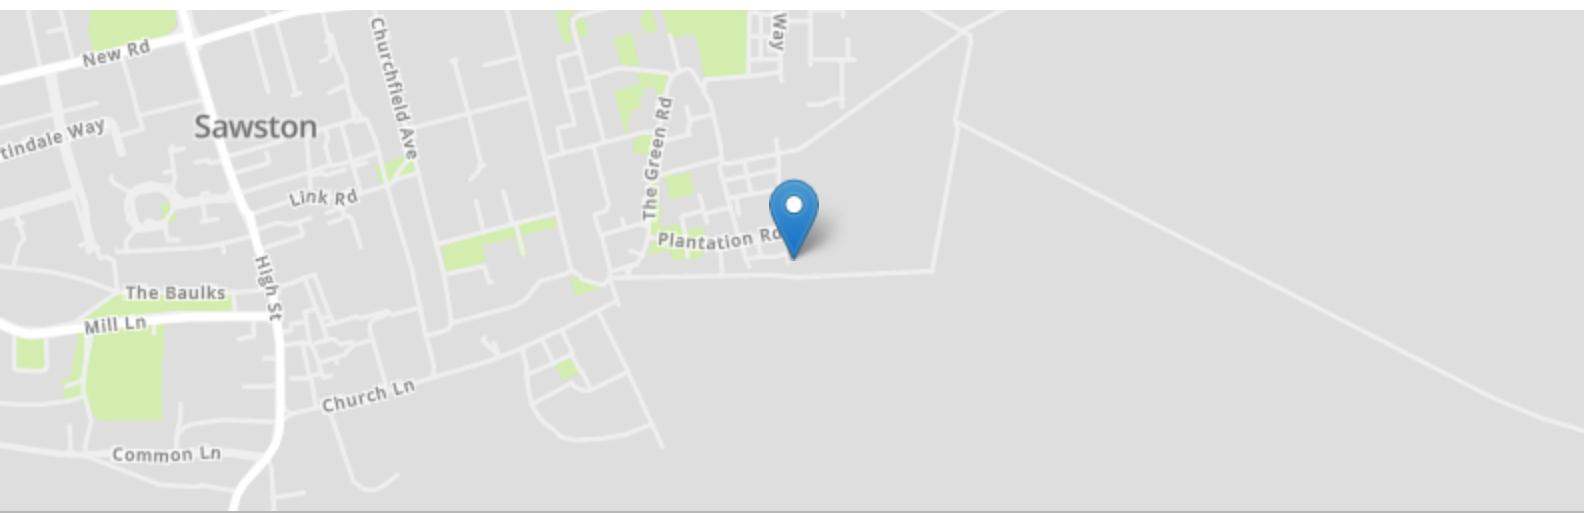 New Rd
Churchfield Ave
Way
Sawston
tindale Way
The Green Rd
Link Rd
Plantation Rd
High St
The Baulks
Mill Ln
Church Ln
Common Ln